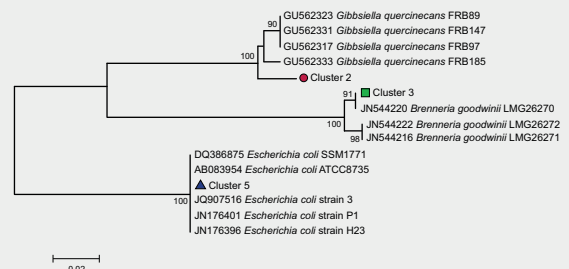 GU562323 Gibbsiella quercinecans FRB89
90
GU562331 Gibbsiella quercinecans FRB147
GU562317 Gibbsiella quercinecans FRB97
100
GU562333 Gibbsiella quercinecans FRB185
Cluster 2
91
Cluster 3
JN544220 Brenneria goodwinii LMG26270
100
JN544222 Brenneria goodwinii LMG26272
98
JN544216 Brenneria goodwinii LMG26271
DQ386875 Escherichia coli SSM1771
AB083954 Escherichia coli ATCC8735
Cluster 5
100
JQ907516 Escherichia coli strain 3
JN176401 Escherichia coli strain P1
JN176396 Escherichia coli strain H23
0.02